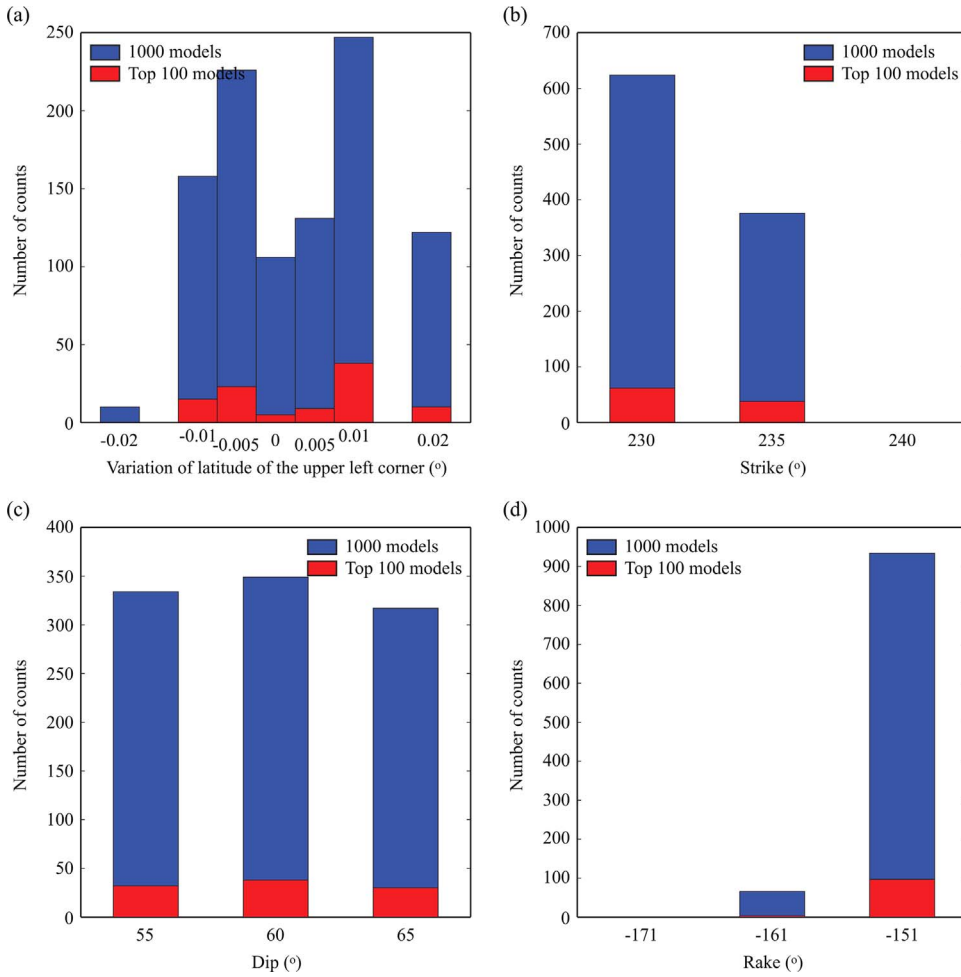 (a)
250
200
150
100
50
0
Number of counts
1000 models
Top 100 models
-0.02
-0.01
-0.005
0
0.005
0.01
0.02
Variation of latitude of the upper left corner (º)
(b)
700
600
500
400
300
200
100
0
Number of counts
1000 models
Top 100 models
230
235
240
Strike (º)
(c)
400
350
300
250
200
150
100
50
0
Number of counts
1000 models
Top 100 models
55
60
65
Dip (º)
(d)
1000
900
800
700
600
500
400
300
200
100
0
Number of counts
1000 models
Top 100 models
-171
-161
-151
Rake (º)